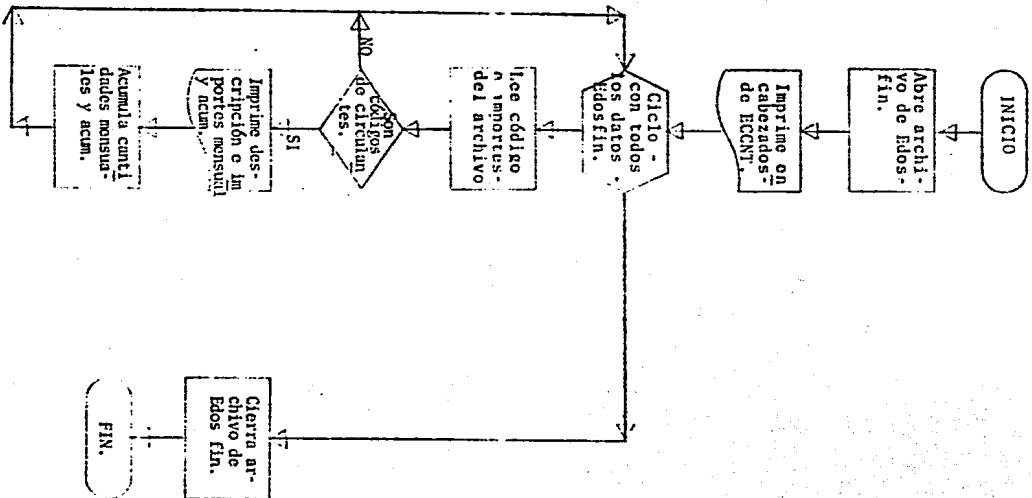 INICIO
Abre archi-
vo de Edos-
fin.
Imprime en
cabezados-
de ECCNT.
Ciclo -
con todos
os datos -
Edosfin.
Lee código
e importes-
del archivo
Son
códigos
de circulan
tes.
NO
SI
Imprime des-
cripción e im
portes mensual
y acum.
Acumula canti
dades mensua-
les y acum.
Cierra ar-
chivo de
Edos fin.
FIN.